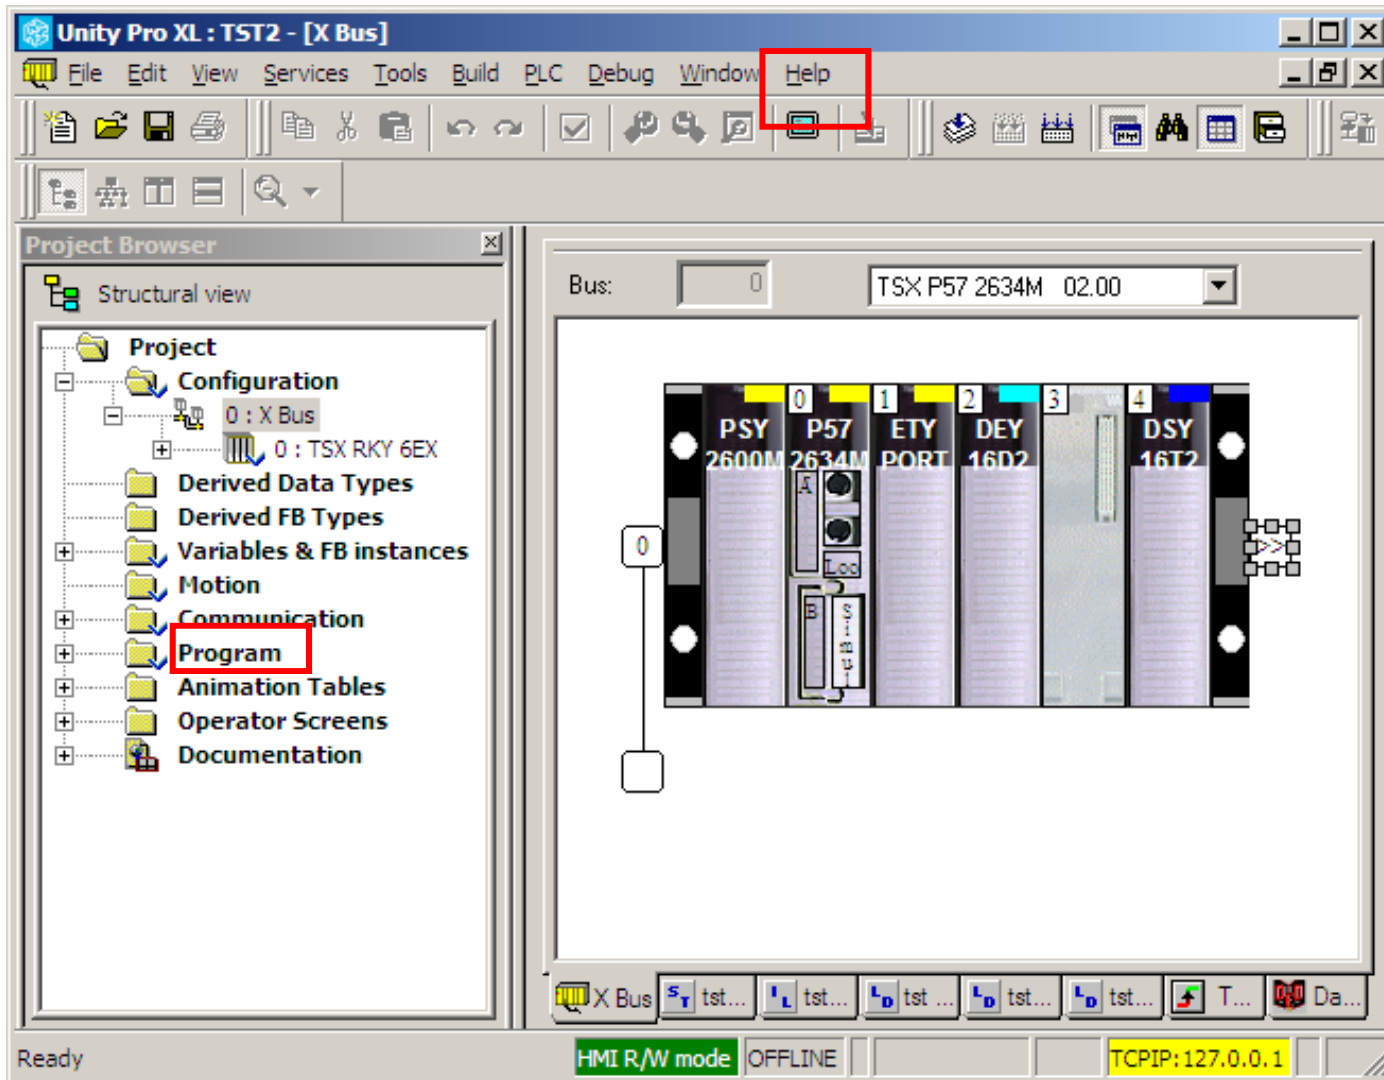 Unity Pro XL : TST2 - [X Bus]
File Edit View Services Tools Build PLC Debug Window Help
Project Browser
Structural view
Project
Configuration
0 : X Bus
0 : TSX RKY 6EX
Derived Data Types
Derived FB Types
Variables & FB instances
Motion
Communication
Program
Animation Tables
Operator Screens
Documentation
Bus: 0 TSX P57 2634M 02.00
0 1 2 3 4
PSY P57 ETY DEY DSY
2600M 2634M PORT 16D2 16T2
A
Loo
B
Simul
0
>>
X Bus tst... tst... tst ... tst... tst... T... Da...
Ready HMI R/W mode OFFLINE TCPIP:127.0.0.1